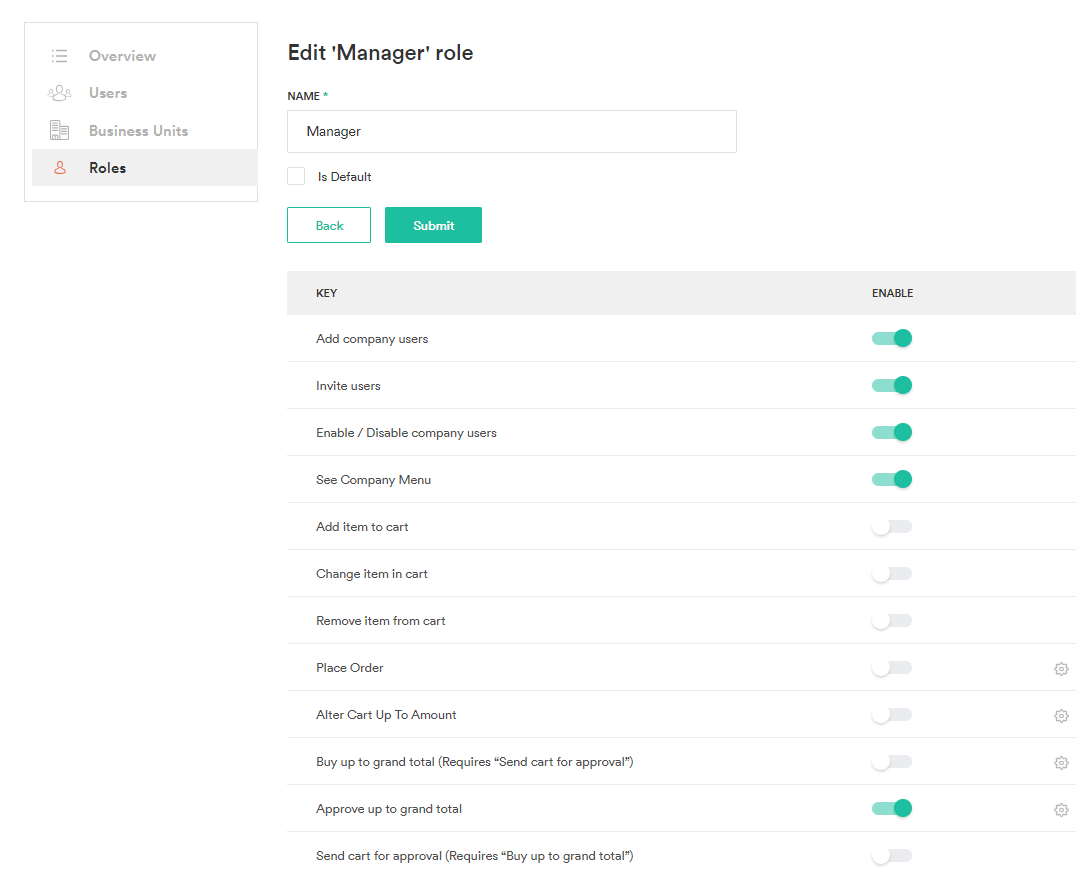 Overview
Users
Business Units
Roles
Edit 'Manager' role
NAME *
Manager
Is Default
Back
Submit
KEY ENABLE
Add company users
Invite users
Enable / Disable company users
See Company Menu
Add item to cart
Change item in cart
Remove item from cart
Place Order
Alter Cart Up To Amount
Buy up to grand total (Requires “Send cart for approval”)
Approve up to grand total
Send cart for approval (Requires “Buy up to grand total”)